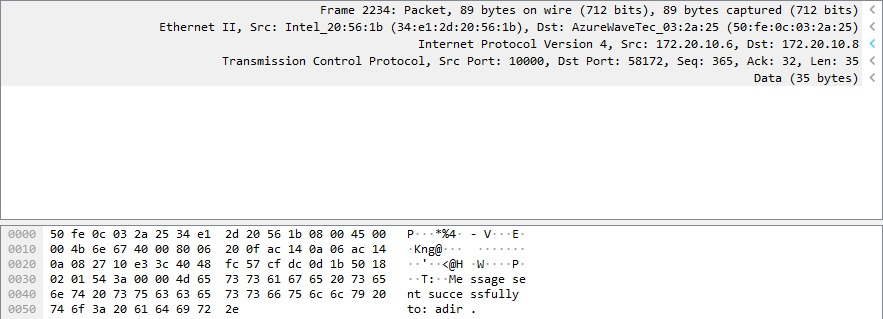 Frame 2234: Packet, 89 bytes on wire (712 bits), 89 bytes captured (712 bits)
Ethernet II, Src: Intel_20:56:1b (34:e1:2d:20:56:1b), Dst: AzureWaveTec_03:2a:25 (50:fe:0c:03:2a:25)
Internet Protocol Version 4, Src: 172.20.10.6, Dst: 172.20.10.8
Transmission Control Protocol, Src Port: 10000, Dst Port: 58172, Seq: 365, Ack: 32, Len: 35
Data (35 bytes)
0000 50 fe 0c 03 2a 25 34 e1 2d 20 56 1b 08 00 45 00 P···*%4· - V···E·
0010 00 4b 6e 67 40 00 80 06 20 0f ac 14 0a 06 ac 14 ·Kng@··· ·······
0020 0a 08 27 10 e3 3c 40 48 fc 57 cf dc 0d 1b 50 18 ··'··<@H ·W····P·
0030 02 01 54 3a 00 00 4d 65 73 73 61 67 65 20 73 65 ··T:··Me ssage se
0040 6e 74 20 73 75 63 63 65 73 73 66 75 6c 6c 79 20 nt succe ssfully
0050 74 6f 3a 20 61 64 69 72 2e to: adir .